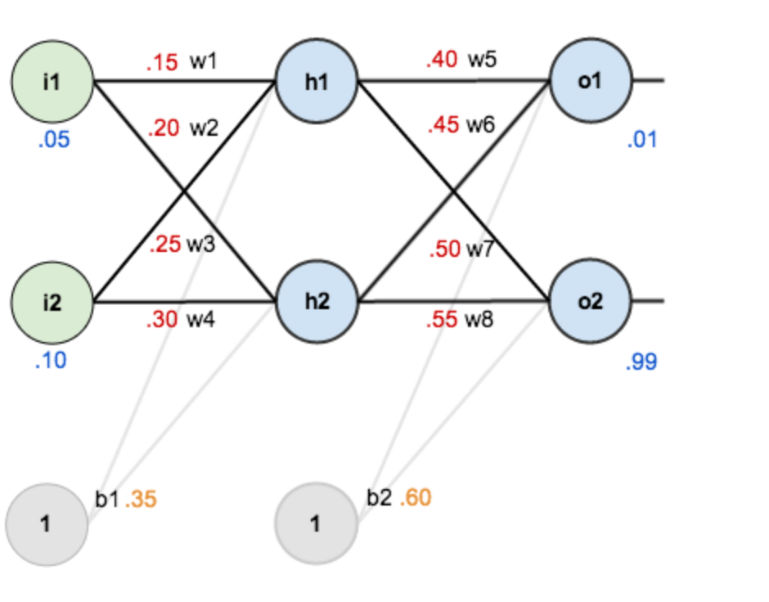 .15 w1
.40 w5
i1
h1
o1
.20 w2
.45 w6
.05
.01
.25 w3
.50 w7
i2
h2
o2
.30 w4
.55 w8
.10
.99
b1 .35
b2 .60
1
1